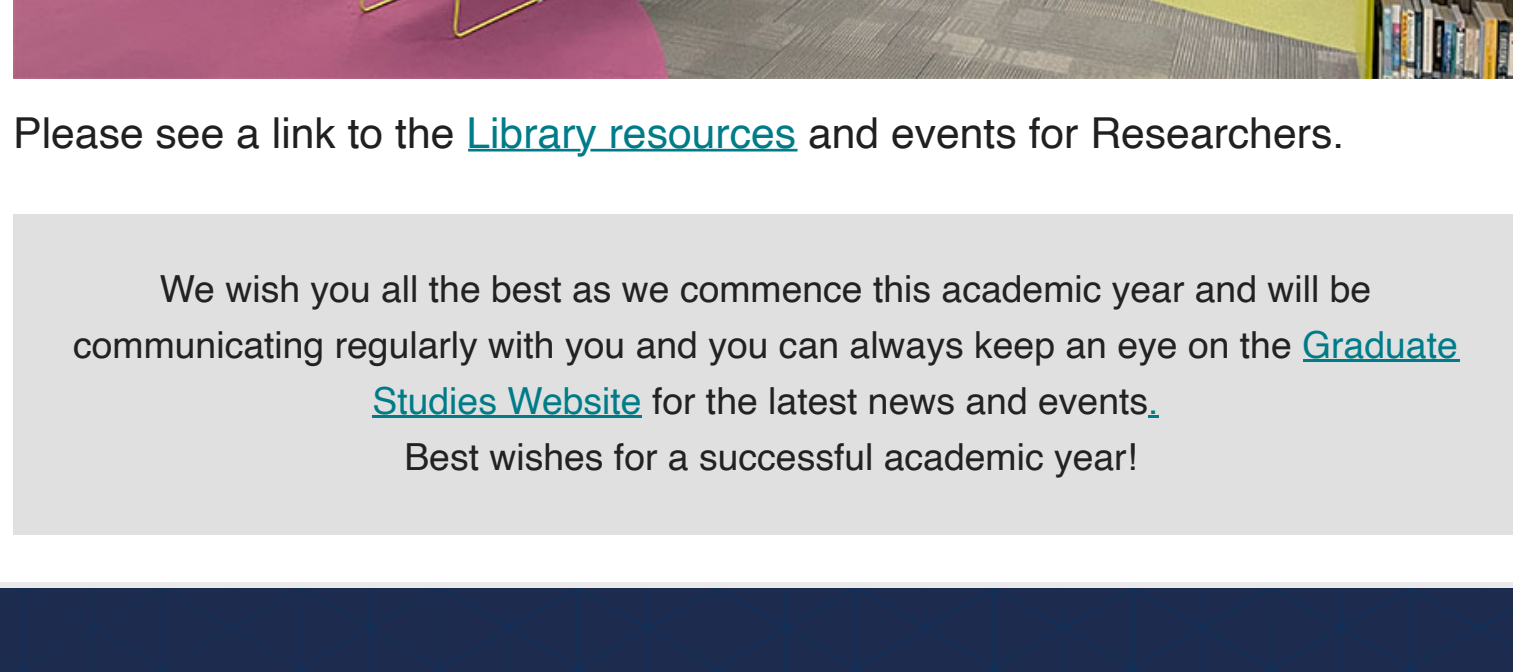 Please see a link to the Library resources and events for Researchers.
We wish you all the best as we commence this academic year and will be
communicating regularly with you and you can always keep an eye on the Graduate
Studies Website for the latest news and events.
Best wishes for a successful academic year!